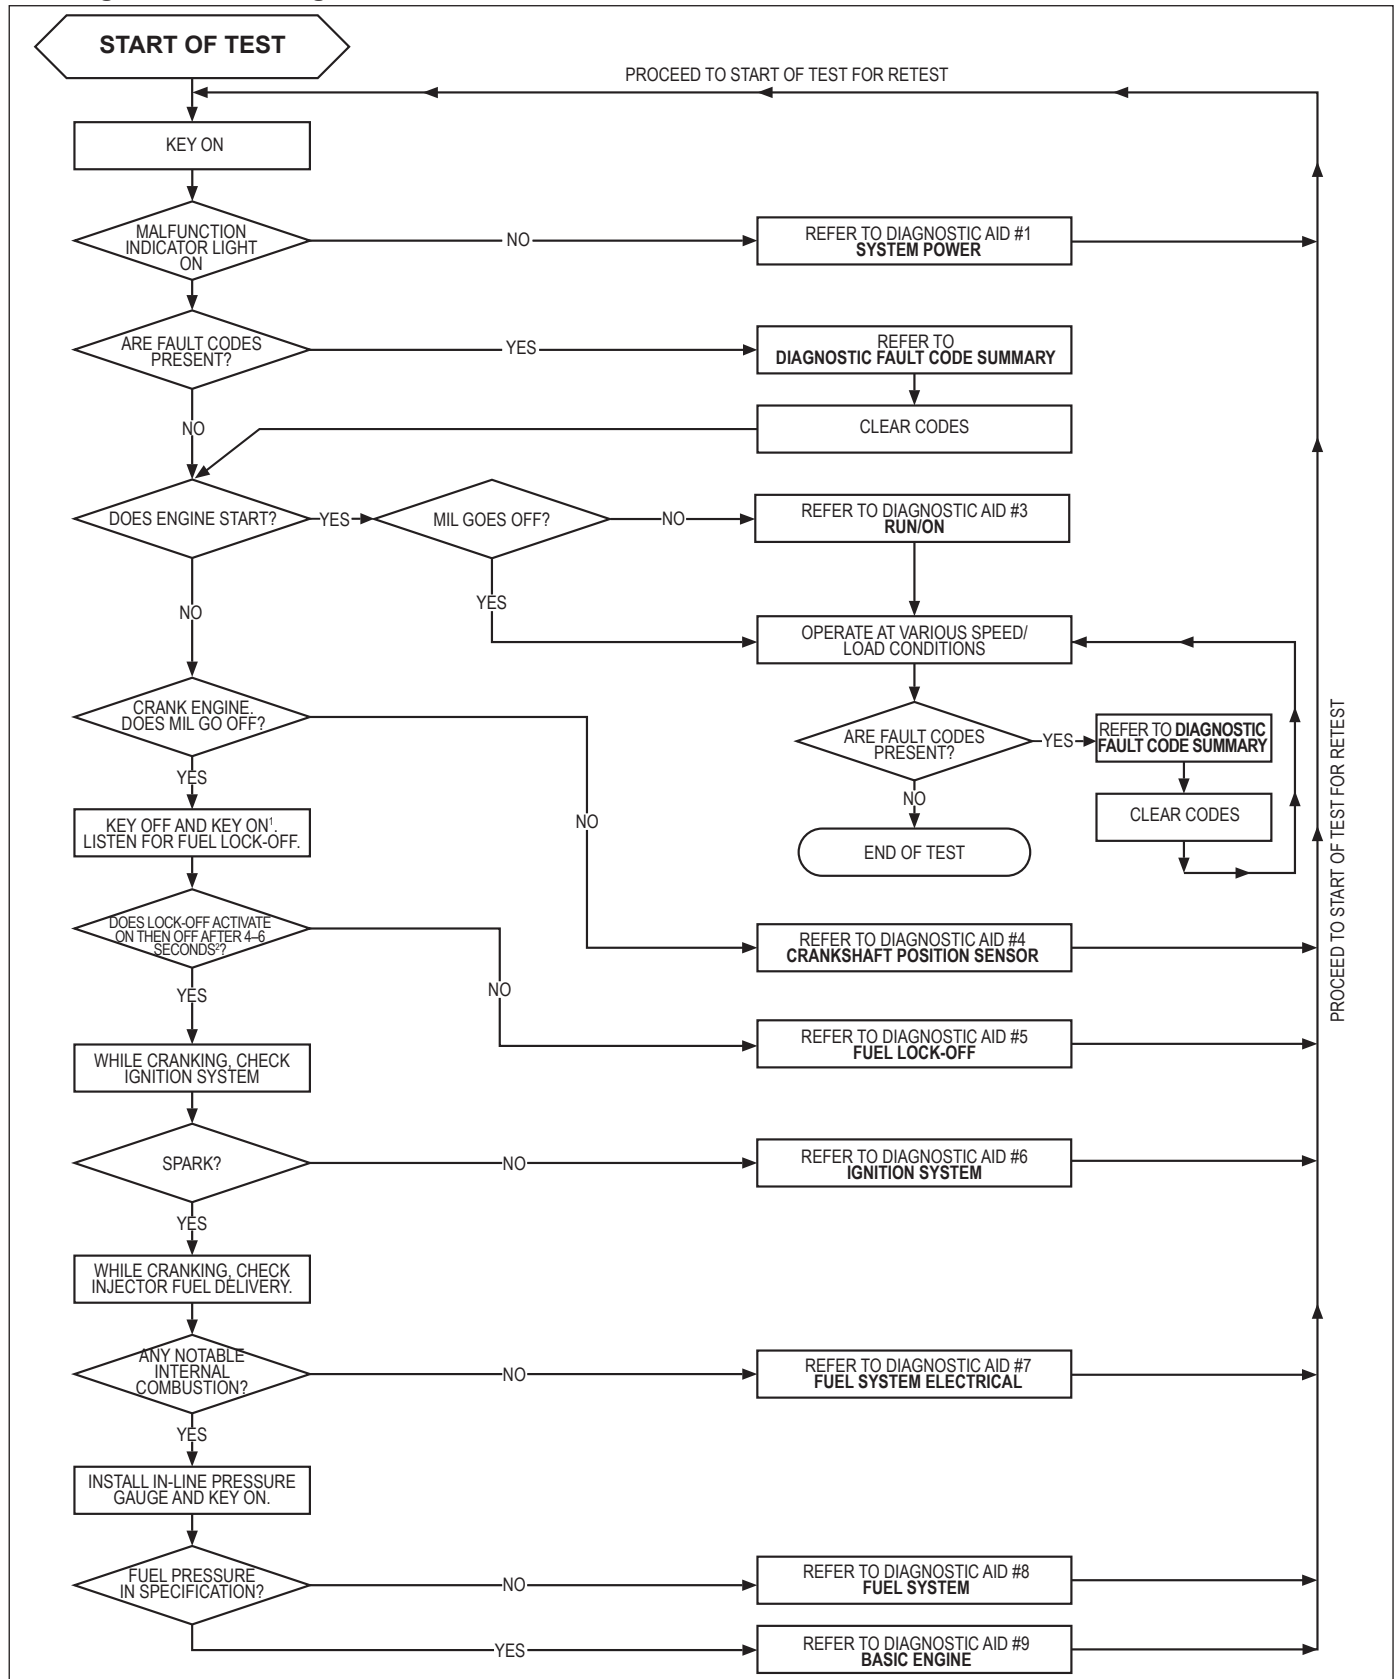 START OF TEST
PROCEED TO START OF TEST FOR RETEST
KEY ON
MALFUNCTION
INDICATOR LIGHT
ON
NO
REFER TO DIAGNOSTIC AID #1
SYSTEM POWER
ARE FAULT CODES
PRESENT?
YES
REFER TO
DIAGNOSTIC FAULT CODE SUMMARY
CLEAR CODES
NO
DOES ENGINE START?
YES
MIL GOES OFF?
NO
REFER TO DIAGNOSTIC AID #3
RUN/ON
YES
NO
OPERATE AT VARIOUS SPEED/
LOAD CONDITIONS
CRANK ENGINE.
DOES MIL GO OFF?
ARE FAULT CODES
PRESENT?
YES
REFER TO DIAGNOSTIC
FAULT CODE SUMMARY
CLEAR CODES
NO
END OF TEST
YES
KEY OFF AND KEY ON¹.
LISTEN FOR FUEL LOCK-OFF.
NO
PROCEED TO START OF TEST FOR RETEST
DOES LOCK-OFF ACTIVATE
ON THEN OFF AFTER 4–6
SECONDS²?
REFER TO DIAGNOSTIC AID #4
CRANKSHAFT POSITION SENSOR
YES
NO
REFER TO DIAGNOSTIC AID #5
FUEL LOCK-OFF
WHILE CRANKING, CHECK
IGNITION SYSTEM
SPARK?
NO
REFER TO DIAGNOSTIC AID #6
IGNITION SYSTEM
YES
WHILE CRANKING, CHECK
INJECTOR FUEL DELIVERY.
ANY NOTABLE
INTERNAL
COMBUSTION?
NO
REFER TO DIAGNOSTIC AID #7
FUEL SYSTEM ELECTRICAL
YES
INSTALL IN-LINE PRESSURE
GAUGE AND KEY ON.
FUEL PRESSURE
IN SPECIFICATION?
NO
REFER TO DIAGNOSTIC AID #8
FUEL SYSTEM
YES
REFER TO DIAGNOSTIC AID #9
BASIC ENGINE